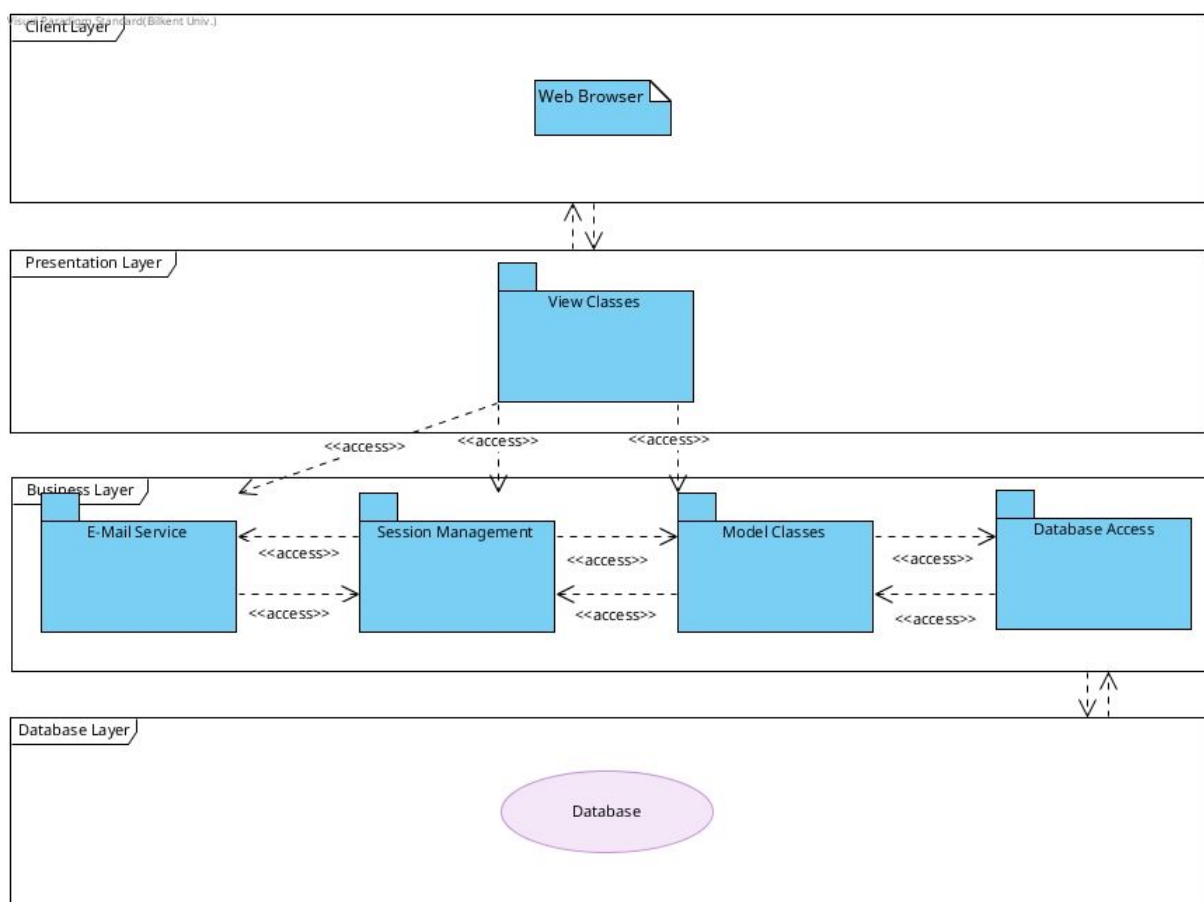 Visual Paradigm Standard(Bilkent Univ.)
Client Layer
Web Browser
Presentation Layer
View Classes
<<access>>
<<access>>
<<access>>
Business Layer
E-Mail Service
Session Management
Model Classes
Database Access
<<access>>
<<access>>
<<access>>
<<access>>
<<access>>
<<access>>
Database Layer
Database